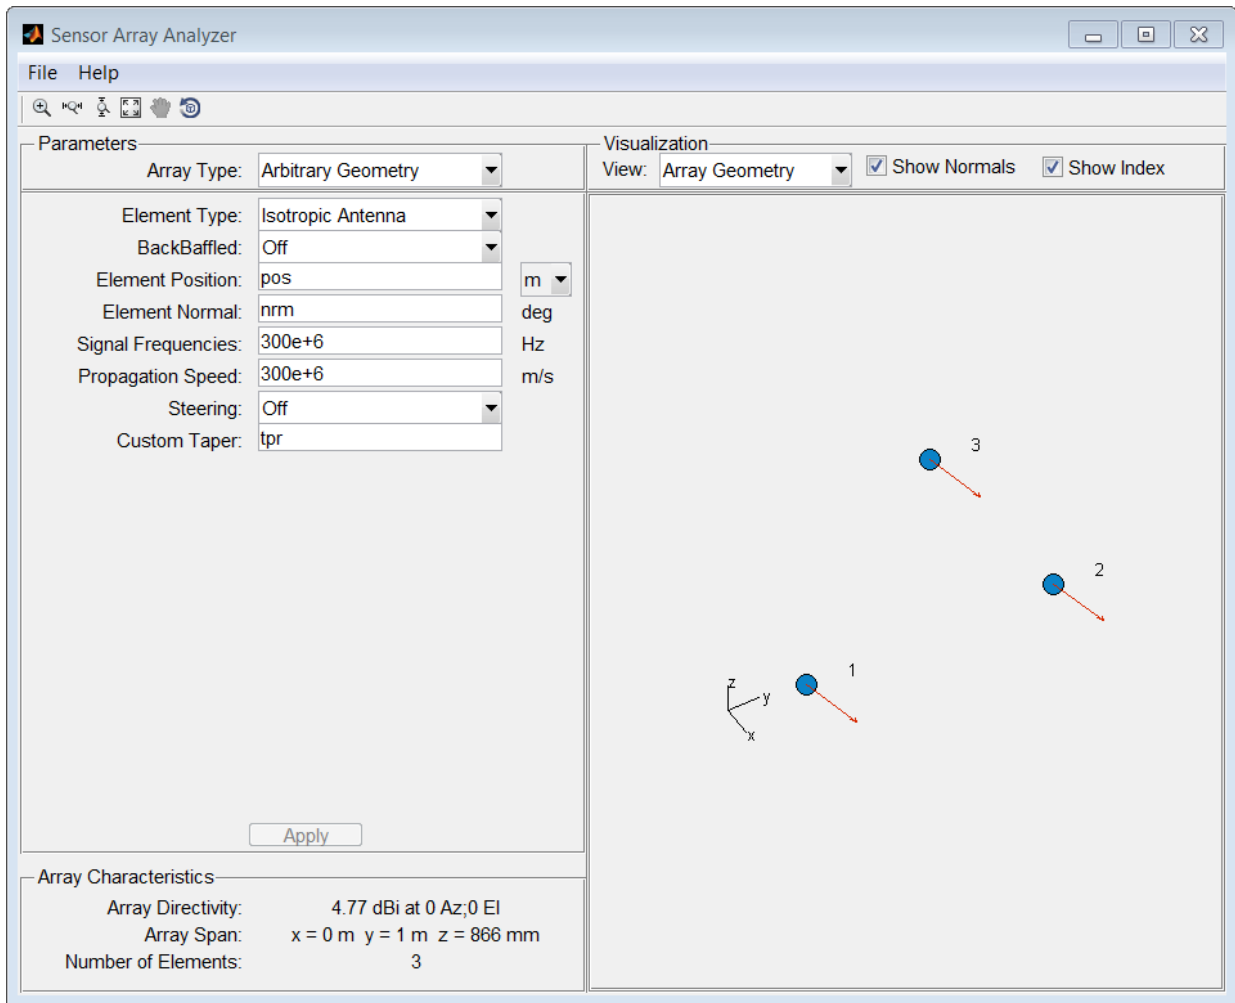 Sensor Array Analyzer
File Help
Parameters
Array Type: Arbitrary Geometry
Visualization
View: Array Geometry Show Normals Show Index
Element Type: Isotropic Antenna
BackBaffled: Off
Element Position: pos m
Element Normal: nrm deg
Signal Frequencies: 300e+6 Hz
Propagation Speed: 300e+6 m/s
Steering: Off
Custom Taper: tpr
3
2
1
z
y
x
Apply
Array Characteristics
Array Directivity: 4.77 dBi at 0 Az;0 El
Array Span: x = 0 m y = 1 m z = 866 mm
Number of Elements: 3